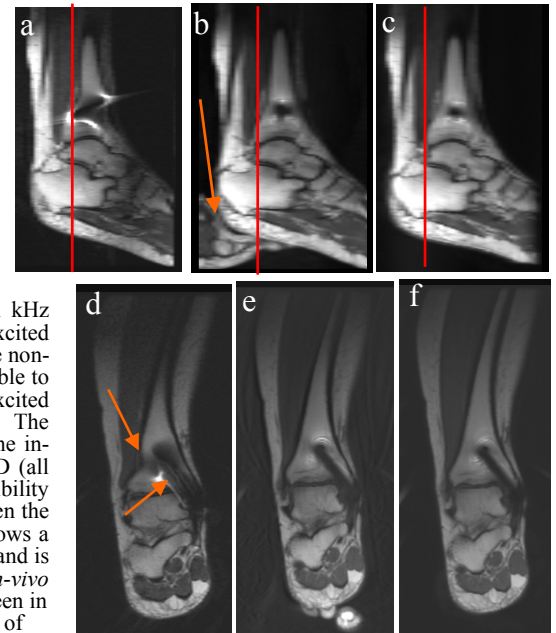 a
b
c
kHz
xcited
e non-
ble to
xcited
The
ne in-
D (all
ibility
en the
ows a
and is
n-vivo
een in
of
d
e
f